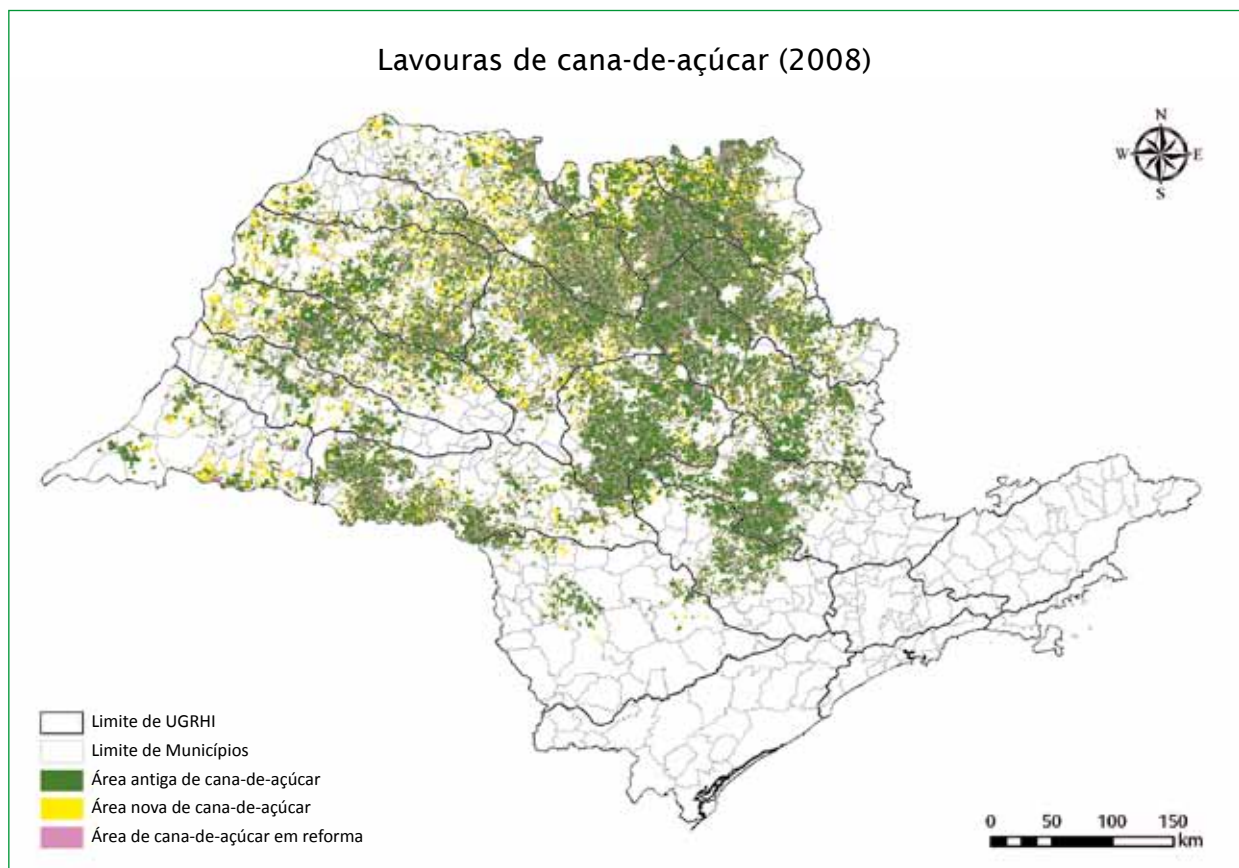 Lavouras de cana-de-açúcar (2008)
N
W E
S
Limite de UGRHI
Limite de Municípios
Área antiga de cana-de-açúcar
Área nova de cana-de-açúcar
Área de cana-de-açúcar em reforma
0 50 100 150
km